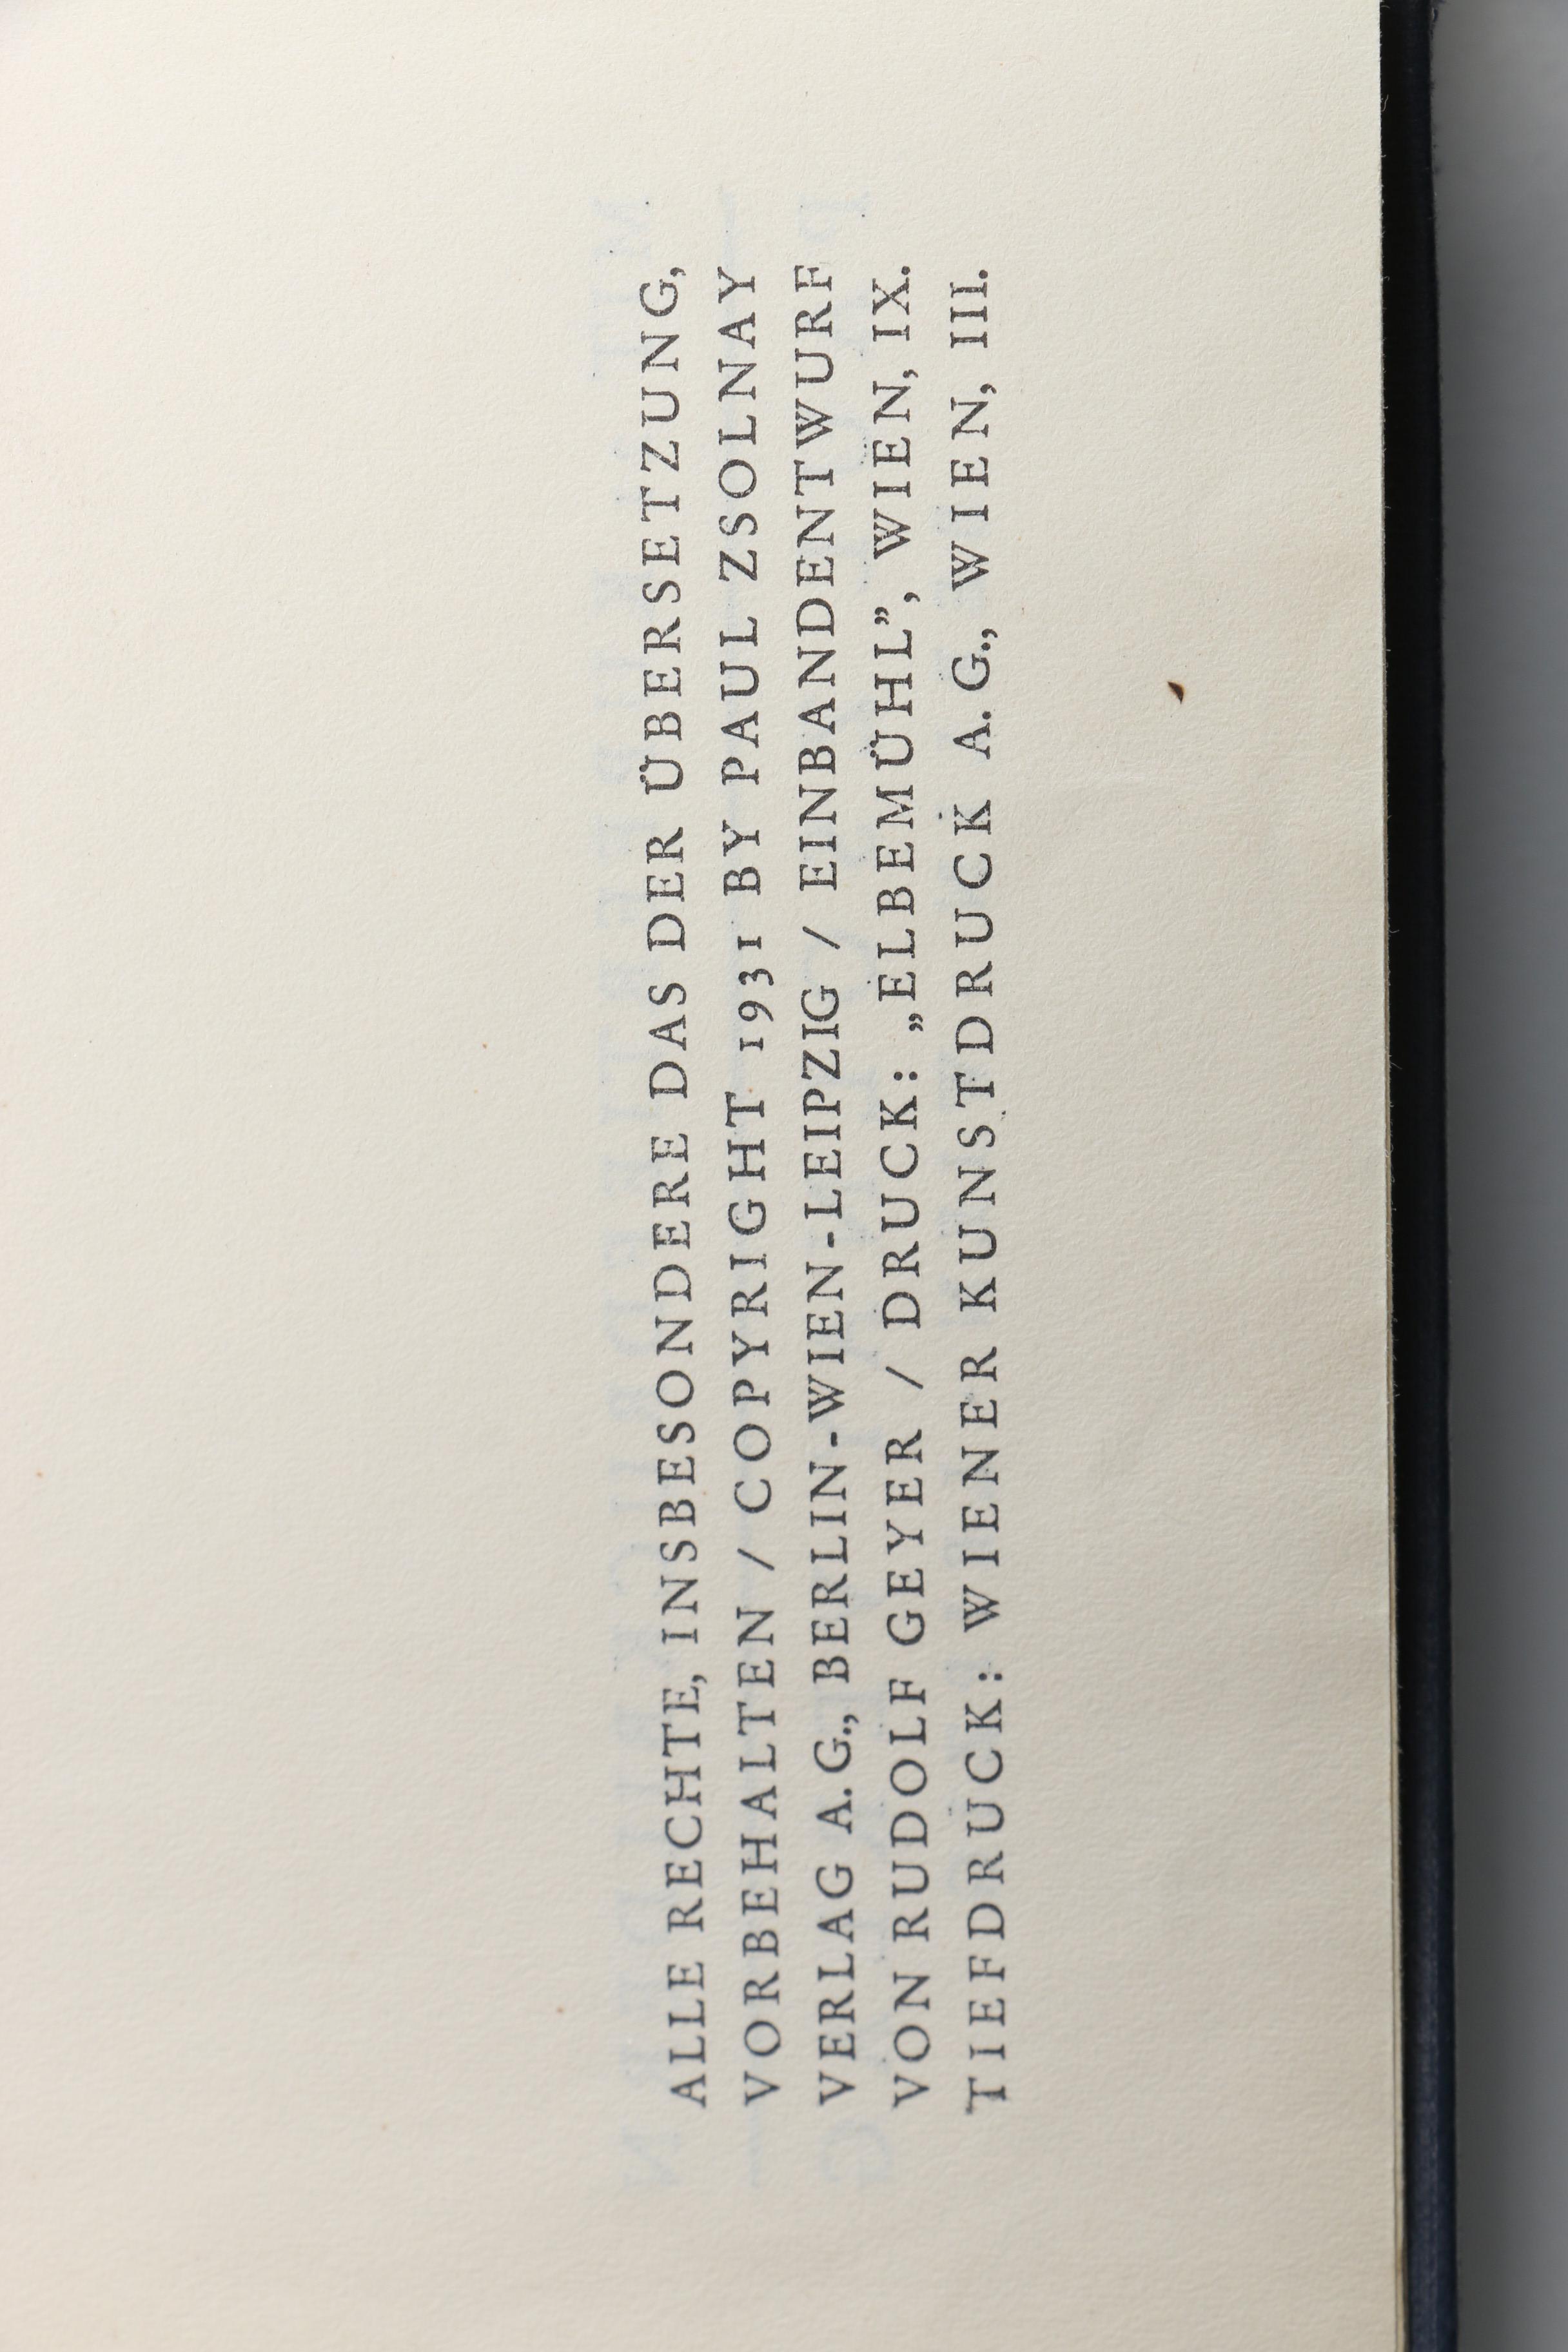 ALLE RECHTE, INSBESONDERE DAS DER ÜBERSETZUNG,
VORBEHALTEN / COPYRIGHT 1931 BY PAUL ZSOLNAY
VERLAG A.G., BERLIN-WIEN-LEIPZIG / EINBANDENTWURF
VON RUDOLF GEYER / DRUCK: „ELBEMÜHL”, WIEN, IX.
TIEFDRUCK: WIENER KUNSTDRUCK A.G., WIEN, III.